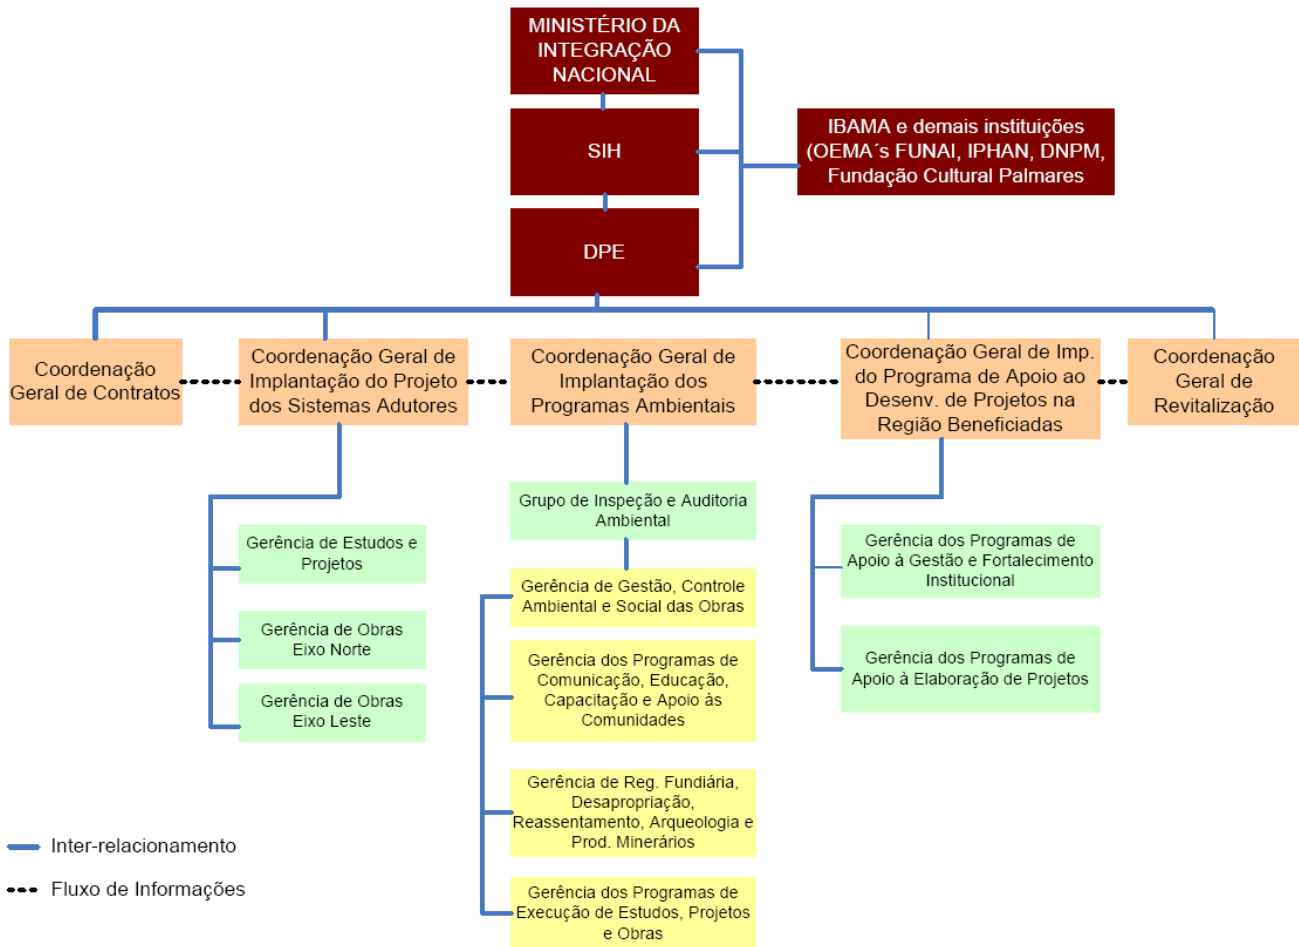 MINISTÉRIO DA
INTEGRAÇÃO
NACIONAL
SIH
IBAMA e demais instituições
(OEMA´s FUNAI, IPHAN, DNPM,
Fundação Cultural Palmares
DPE
Coordenação
Geral de Contratos
Coordenação Geral de
Implantação do Projeto
dos Sistemas Adutores
Coordenação Geral de
Implantação dos
Programas Ambientais
Coordenação Geral de Imp.
do Programa de Apoio ao
Desenv. de Projetos na
Região Beneficiadas
Coordenação
Geral de
Revitalização
Gerência de Estudos e
Projetos
Gerência de Obras
Eixo Norte
Gerência de Obras
Eixo Leste
Grupo de Inspeção e Auditoria
Ambiental
Gerência de Gestão, Controle
Ambiental e Social das Obras
Gerência dos Programas de
Comunicação, Educação,
Capacitação e Apoio às
Comunidades
Gerência de Reg. Fundiária,
Desapropriação,
Reassentamento, Arqueologia e
Prod. Minerários
Gerência dos Programas de
Execução de Estudos, Projetos
e Obras
Gerência dos Programas de
Apoio à Gestão e Fortalecimento
Institucional
Gerência dos Programas de
Apoio à Elaboração de Projetos
Inter-relacionamento
Fluxo de Informações